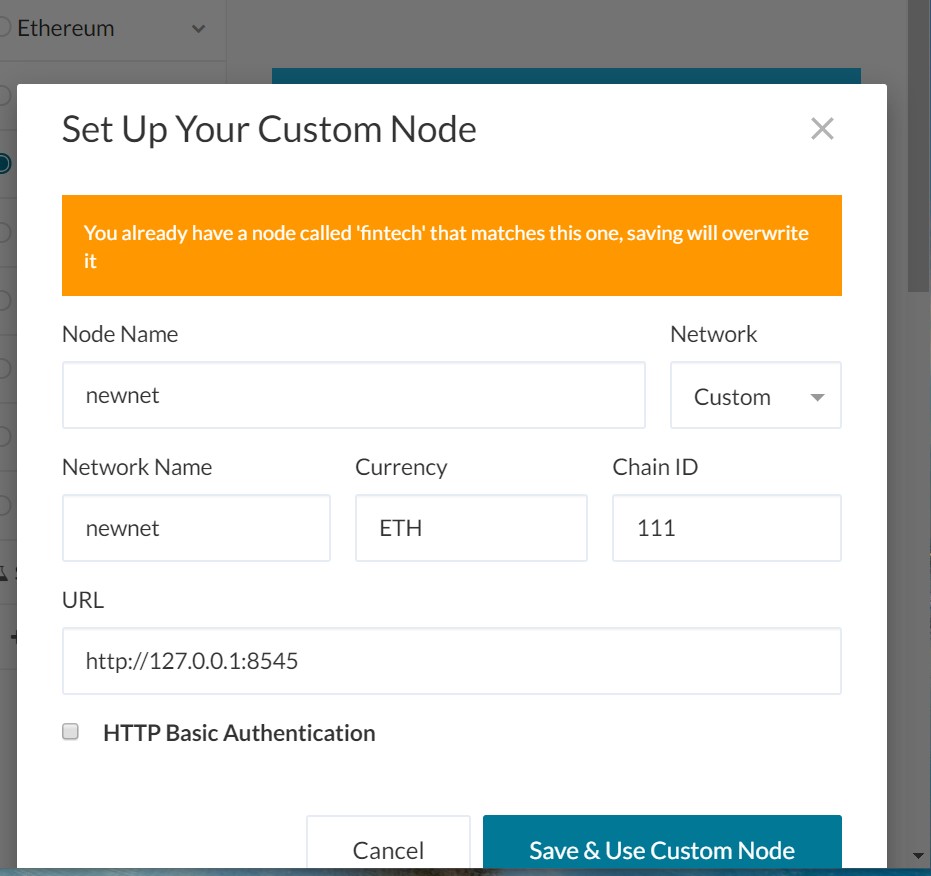 Ethereum
Set Up Your Custom Node
You already have a node called 'fintech' that matches this one, saving will overwrite
it
Node Name
Network
newnet
Custom
Network Name
Currency
Chain ID
newnet
ETH
111
URL
http://127.0.0.1:8545
HTTP Basic Authentication
Cancel
Save & Use Custom Node